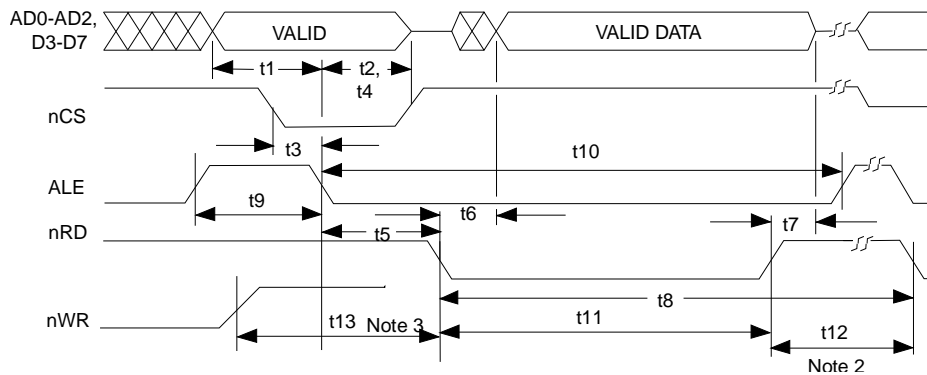 AD0-AD2,
D3-D7
VALID
VALID DATA
t1
t2,
t4
nCS
t3
t10
ALE
t9
t6
t5
t7
nRD
t8
nWR
t13
Note 3
t11
t12
Note 2